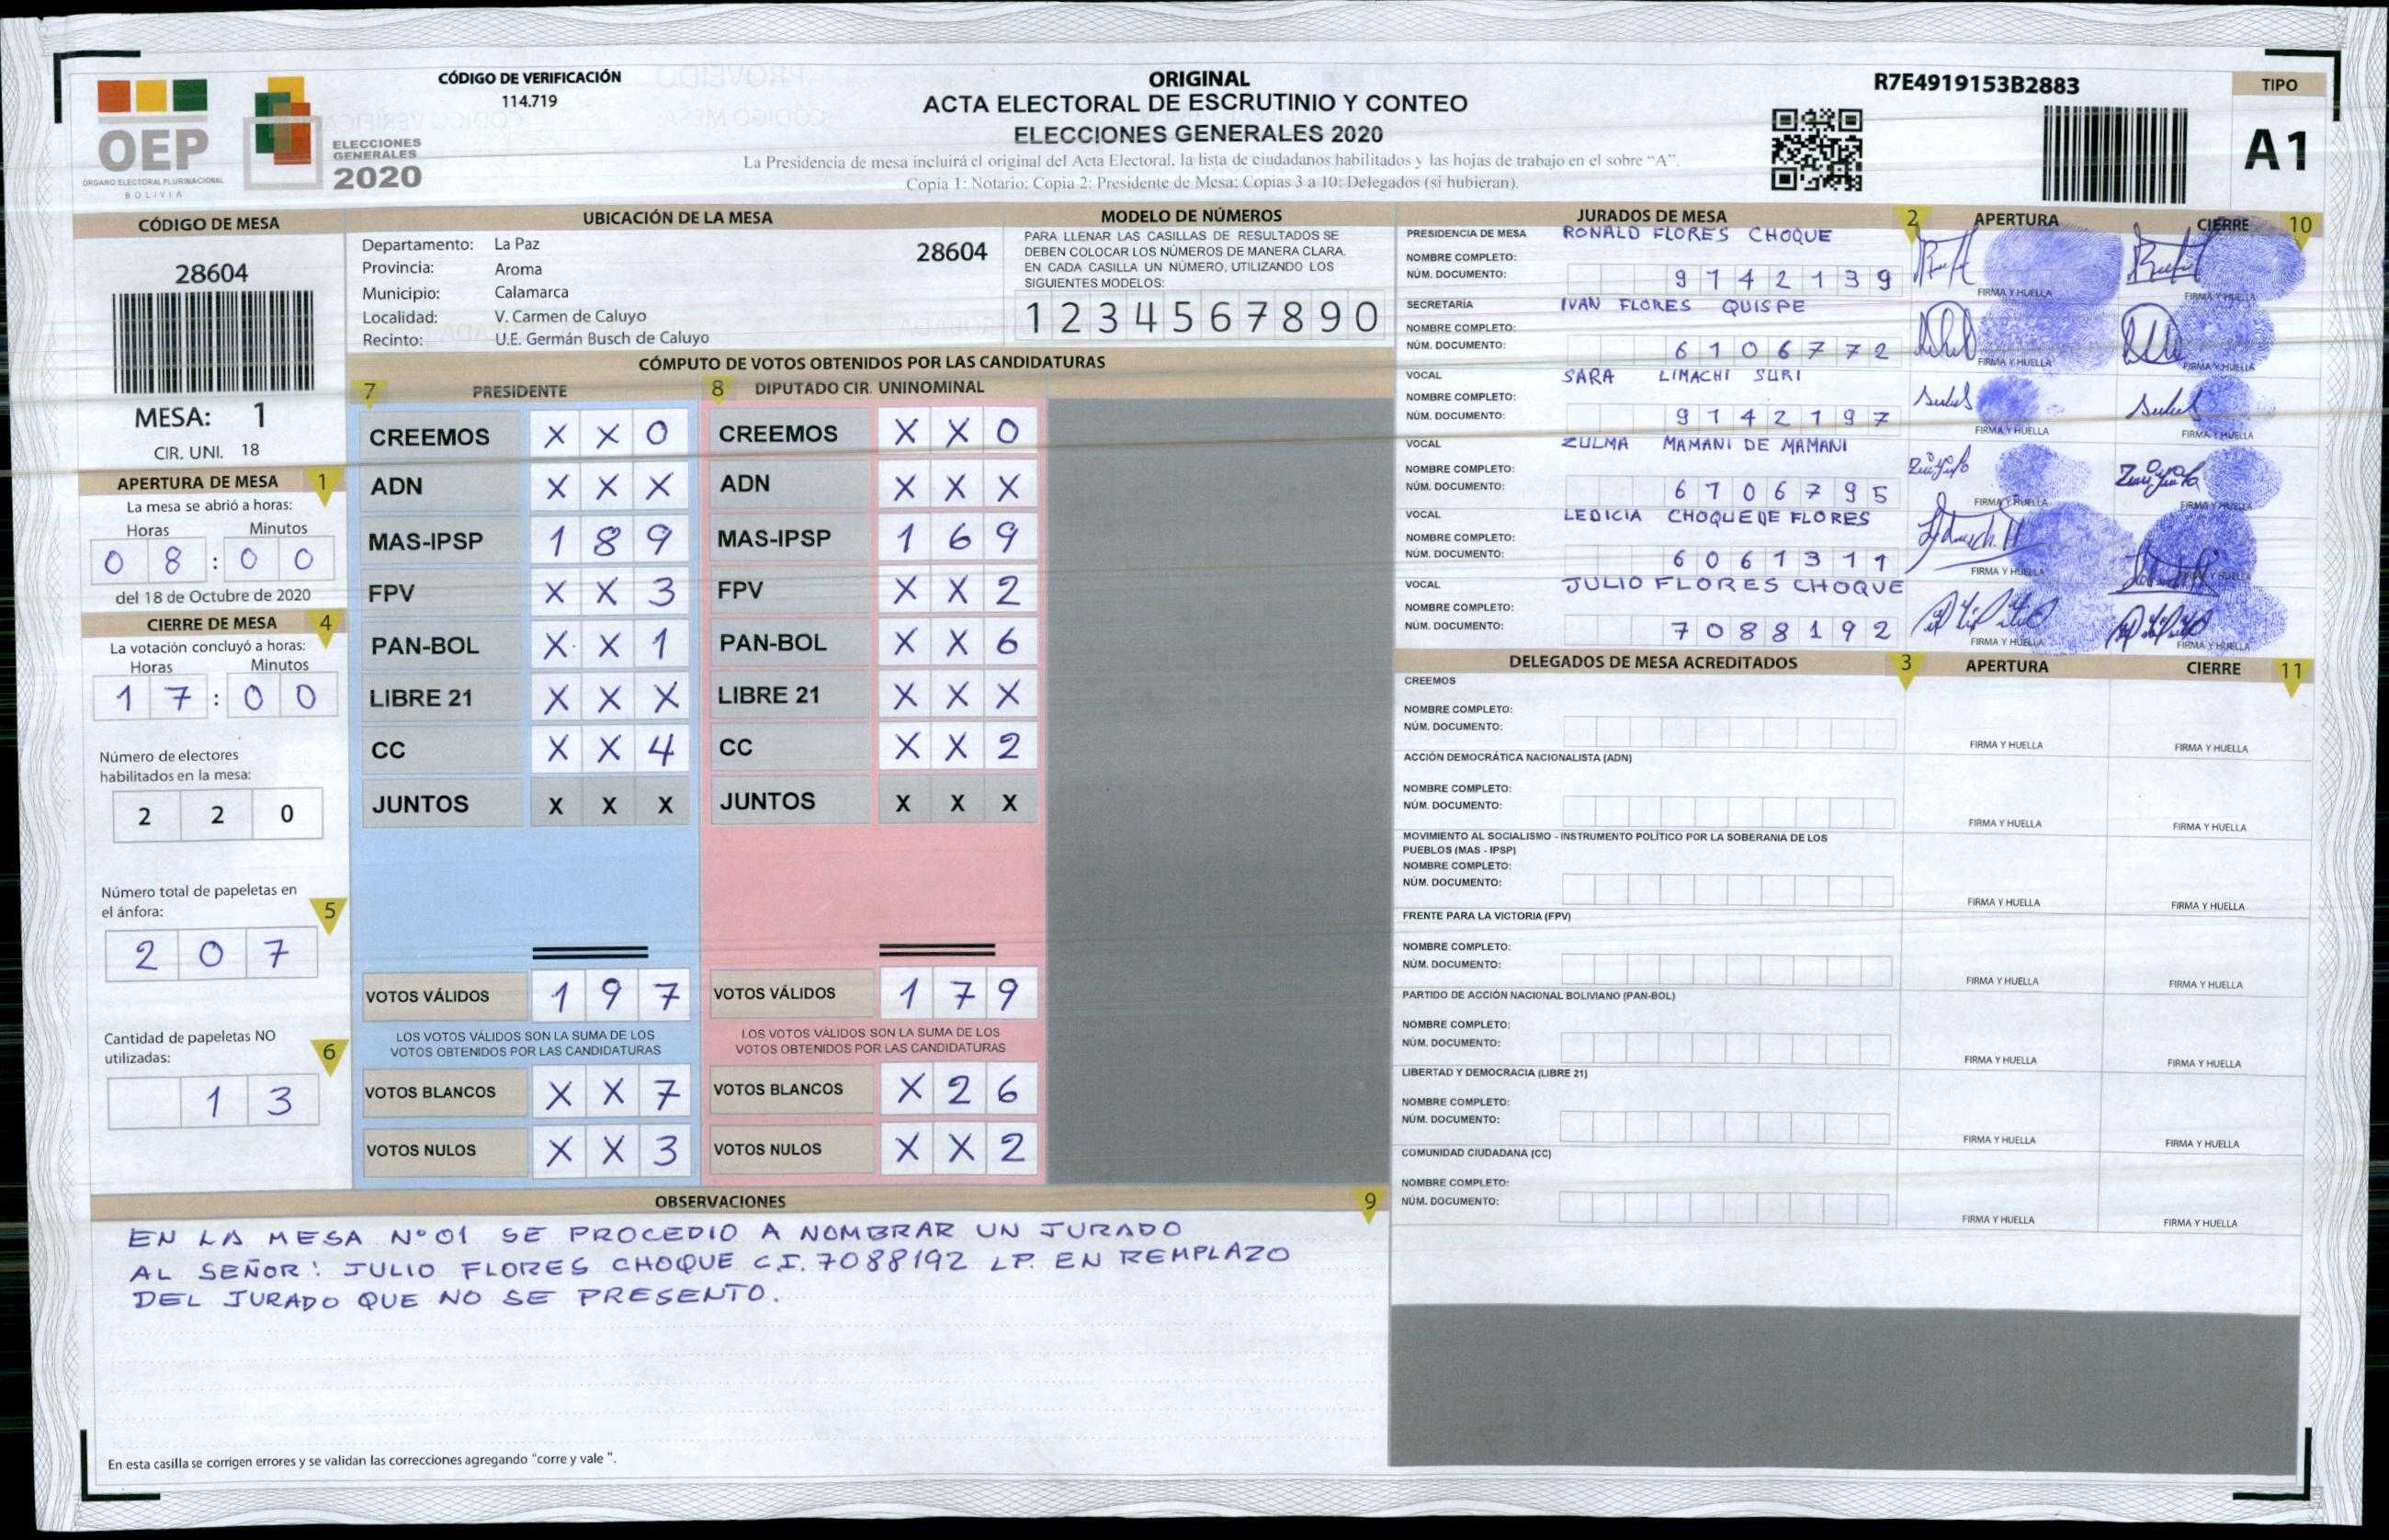 CÓDIGO DE VERIFICACIÓN
114.719
ORIGINAL
ACTA ELECTORAL DE ESCRUTINIO Y CONTEO
ELECCIONES GENERALES 2020
La Presidencia de mesa incluirá el original del Acta Electoral, la lista de ciudadanos habilitados y las hojas de trabajo en el sobre "A".
Copia 1: Notario; Copia 2: Presidente de Mesa; Copias 3 a 10: Delegados (si hubieran).
R7E4919153B2883
TIPO
A1
OEP
ÓRGANO ELECTORAL PLURINACIONAL
BOLIVIA
ELECCIONES
GENERALES
2020
CÓDIGO DE MESA
28604
MESA: 1
CIR. UNI. 18
UBICACIÓN DE LA MESA
Departamento: La Paz
28604
Provincia: Aroma
Municipio: Calamarca
Localidad: V. Carmen de Caluyo
Recinto: U.E. Germán Busch de Caluyo
MODELO DE NÚMEROS
PARA LLENAR LAS CASILLAS DE RESULTADOS SE
DEBEN COLOCAR LOS NÚMEROS DE MANERA CLARA.
EN CADA CASILLA UN NÚMERO, UTILIZANDO LOS
SIGUIENTES MODELOS:
1 2 3 4 5 6 7 8 9 0
APERTURA DE MESA 1
La mesa se abrió a horas:
Horas Minutos
0 8 : 0 0
del 18 de Octubre de 2020
CIERRE DE MESA 4
La votación concluyó a horas:
Horas Minutos
1 7 : 0 0
Número de electores
habilitados en la mesa:
2 2 0
Número total de papeletas en
el ánfora: 5
2 0 7
Cantidad de papeletas NO
utilizadas: 6
1 3
CÓMPUTO DE VOTOS OBTENIDOS POR LAS CANDIDATURAS
7 PRESIDENTE
CREEMOS X X 0
ADN X X X
MAS-IPSP 1 8 9
FPV X X 3
PAN-BOL X X 1
LIBRE 21 X X X
CC X X 4
JUNTOS X X X
VOTOS VÁLIDOS 1 9 7
LOS VOTOS VÁLIDOS SON LA SUMA DE LOS
VOTOS OBTENIDOS POR LAS CANDIDATURAS
VOTOS BLANCOS X X 7
VOTOS NULOS X X 3
8 DIPUTADO CIR. UNINOMINAL
CREEMOS X X 0
ADN X X X
MAS-IPSP 1 6 9
FPV X X 2
PAN-BOL X X 6
LIBRE 21 X X X
CC X X 2
JUNTOS X X X
VOTOS VÁLIDOS 1 7 9
LOS VOTOS VÁLIDOS SON LA SUMA DE LOS
VOTOS OBTENIDOS POR LAS CANDIDATURAS
VOTOS BLANCOS X 2 6
VOTOS NULOS X X 2
OBSERVACIONES 9
EN LA MESA Nº 01 SE PROCEDIO A NOMBRAR UN JURADO
AL SEÑOR: JULIO FLORES CHOQUE C.I. 7088192 LP. EN REMPLAZO
DEL JURADO QUE NO SE PRESENTO.
En esta casilla se corrigen errores y se validan las correcciones agregando "corre y vale ".
JURADOS DE MESA 2 APERTURA CIERRE 10
PRESIDENCIA DE MESA RONALD FLORES CHOQUE
NOMBRE COMPLETO:
NÚM. DOCUMENTO: 9 1 4 2 1 3 9
FIRMA Y HUELLA FIRMA Y HUELLA
SECRETARÍA IVAN FLORES QUISPE
NOMBRE COMPLETO:
NÚM. DOCUMENTO: 6 1 0 6 7 7 2
FIRMA Y HUELLA FIRMA Y HUELLA
VOCAL SARA LIMACHI SURI
NOMBRE COMPLETO:
NÚM. DOCUMENTO: 9 1 4 2 1 9 7
FIRMA Y HUELLA FIRMA Y HUELLA
VOCAL ZULMA MAMANI DE MAMANI
NOMBRE COMPLETO:
NÚM. DOCUMENTO: 6 7 0 6 7 9 5
FIRMA Y HUELLA FIRMA Y HUELLA
VOCAL LEDICIA CHOQUE DE FLORES
NOMBRE COMPLETO:
NÚM. DOCUMENTO: 6 0 6 1 3 1 1
FIRMA Y HUELLA FIRMA Y HUELLA
VOCAL JULIO FLORES CHOQUE
NOMBRE COMPLETO:
NÚM. DOCUMENTO: 7 0 8 8 1 9 2
FIRMA Y HUELLA FIRMA Y HUELLA
DELEGADOS DE MESA ACREDITADOS 3 APERTURA CIERRE 11
CREEMOS
NOMBRE COMPLETO:
NÚM. DOCUMENTO:
FIRMA Y HUELLA FIRMA Y HUELLA
ACCIÓN DEMOCRÁTICA NACIONALISTA (ADN)
NOMBRE COMPLETO:
NÚM. DOCUMENTO:
FIRMA Y HUELLA FIRMA Y HUELLA
MOVIMIENTO AL SOCIALISMO - INSTRUMENTO POLÍTICO POR LA SOBERANIA DE LOS
PUEBLOS (MAS - IPSP)
NOMBRE COMPLETO:
NÚM. DOCUMENTO:
FIRMA Y HUELLA FIRMA Y HUELLA
FRENTE PARA LA VICTORIA (FPV)
NOMBRE COMPLETO:
NÚM. DOCUMENTO:
FIRMA Y HUELLA FIRMA Y HUELLA
PARTIDO DE ACCIÓN NACIONAL BOLIVIANO (PAN-BOL)
NOMBRE COMPLETO:
NÚM. DOCUMENTO:
FIRMA Y HUELLA FIRMA Y HUELLA
LIBERTAD Y DEMOCRACIA (LIBRE 21)
NOMBRE COMPLETO:
NÚM. DOCUMENTO:
FIRMA Y HUELLA FIRMA Y HUELLA
COMUNIDAD CIUDADANA (CC)
NOMBRE COMPLETO:
NÚM. DOCUMENTO:
FIRMA Y HUELLA FIRMA Y HUELLA